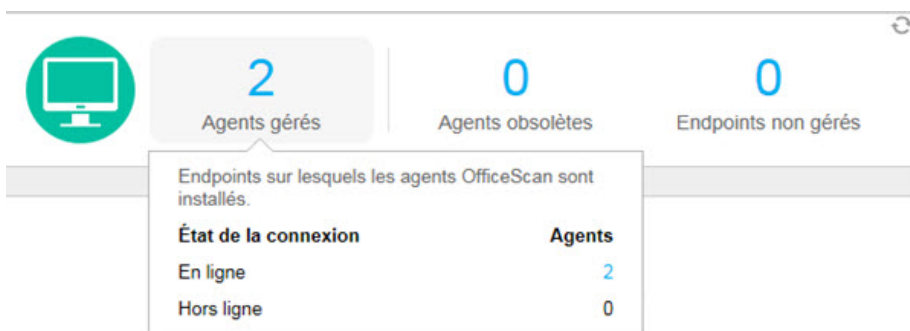 2
Agents gérés
0
Agents obsolètes
0
Endpoints non gérés
Endpoints sur lesquels les agents OfficeScan sont
installés.
État de la connexion Agents
En ligne 2
Hors ligne 0